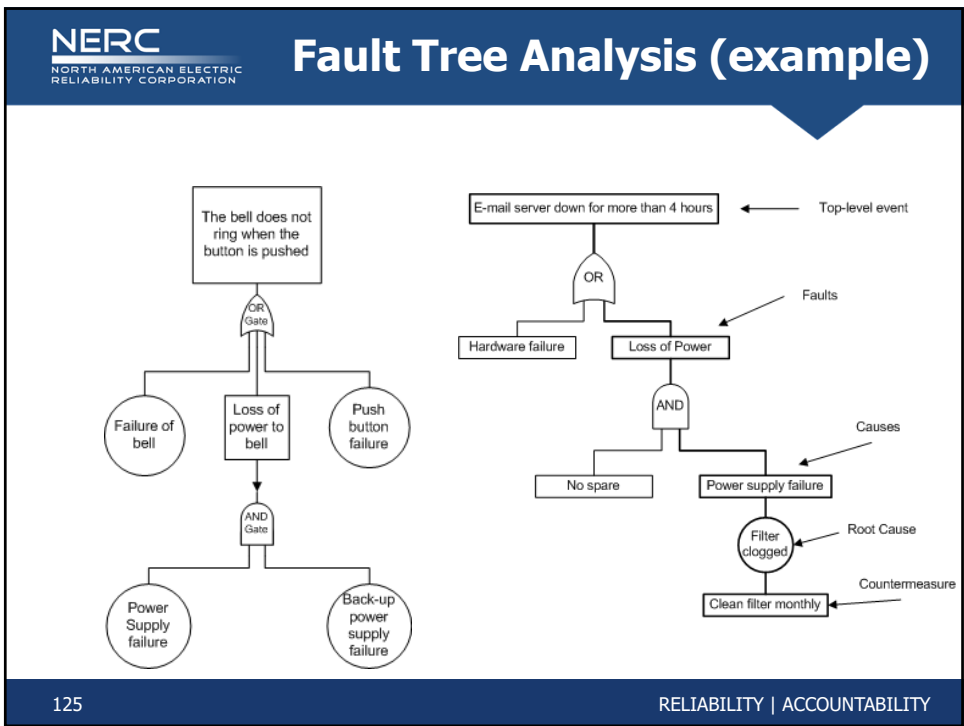 NERC
NORTH AMERICAN ELECTRIC
RELIABILITY CORPORATION
Fault Tree Analysis (example)
The bell does not
ring when the
button is pushed
OR
Gate
Failure of
bell
Loss of
power to
bell
Push
button
failure
AND
Gate
Power
Supply
failure
Back-up
power
supply
failure
E-mail server down for more than 4 hours
Top-level event
OR
Faults
Hardware failure
Loss of Power
AND
Causes
No spare
Power supply failure
Filter
clogged
Root Cause
Countermeasure
Clean filter monthly
125
RELIABILITY | ACCOUNTABILITY